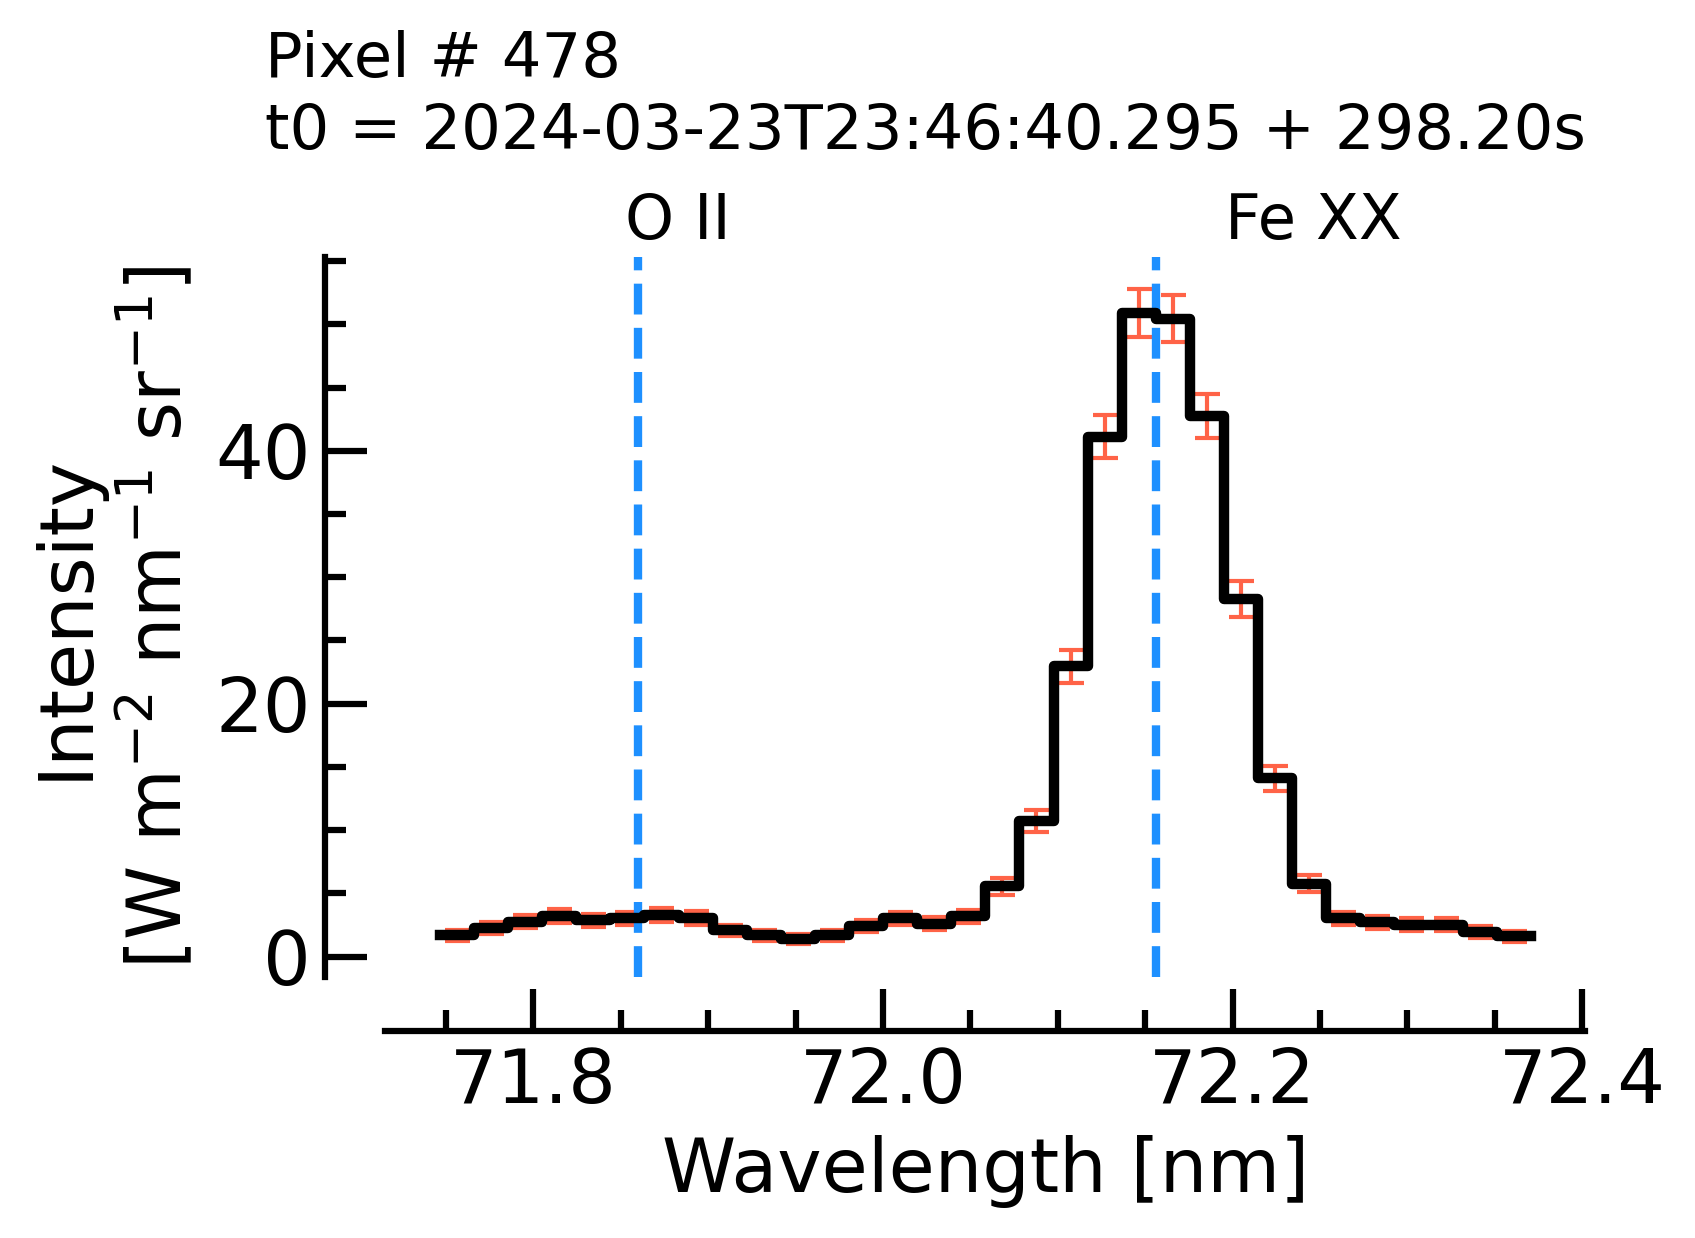 Pixel # 478
t0 = 2024-03-23T23:46:40.295 + 298.20s
O II Fe XX
Intensity
[W m⁻² nm⁻¹ sr⁻¹]
40
20
0
71.8 72.0 72.2 72.4
Wavelength [nm]